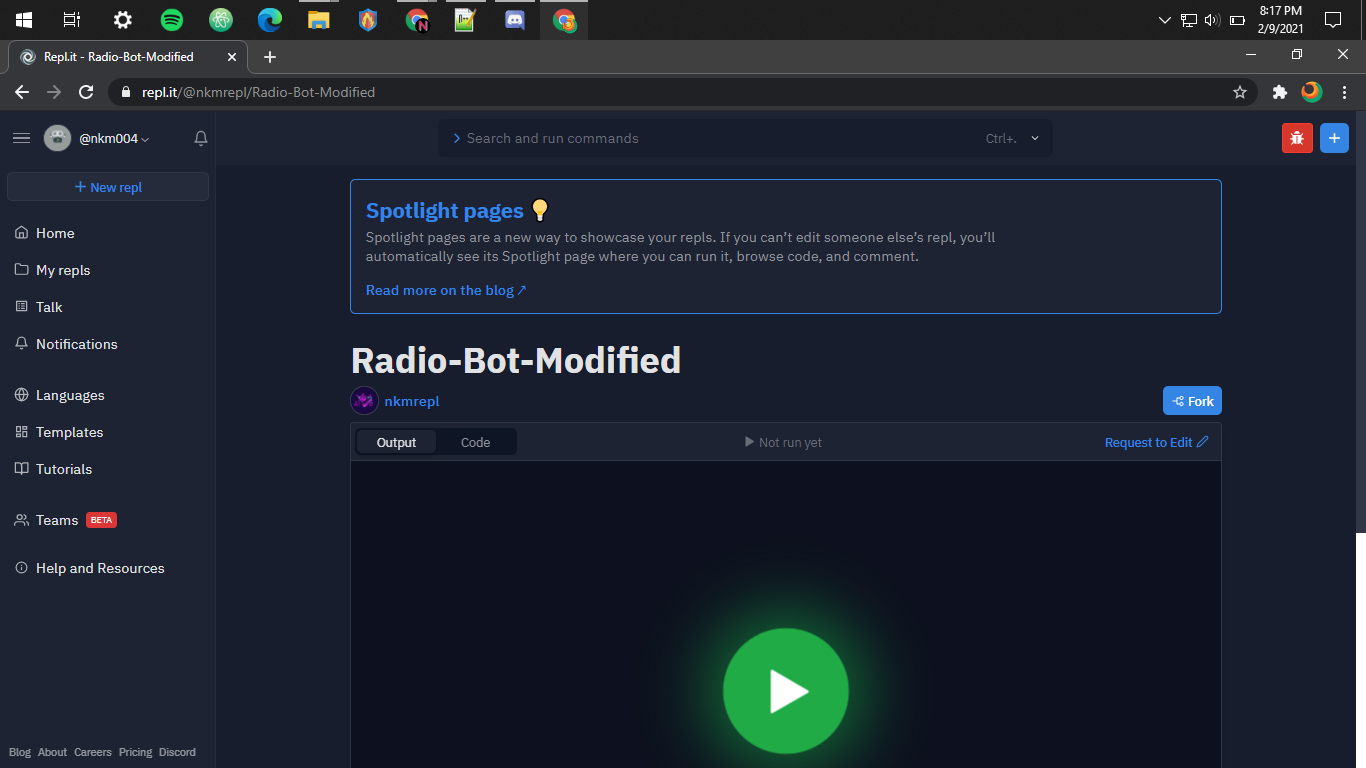 8:17 PM
2/9/2021
Repl.it - Radio-Bot-Modified
repl.it/@nkmrepl/Radio-Bot-Modified
@nkm004
Search and run commands
Ctrl+.
+ New repl
Home
My repls
Talk
Notifications
Languages
Templates
Tutorials
Teams BETA
Help and Resources
Blog About Careers Pricing Discord
Spotlight pages
Spotlight pages are a new way to showcase your repls. If you can’t edit someone else’s repl, you’ll
automatically see its Spotlight page where you can run it, browse code, and comment.
Read more on the blog ↗
Radio-Bot-Modified
nkmrepl
Fork
Output Code
Not run yet
Request to Edit